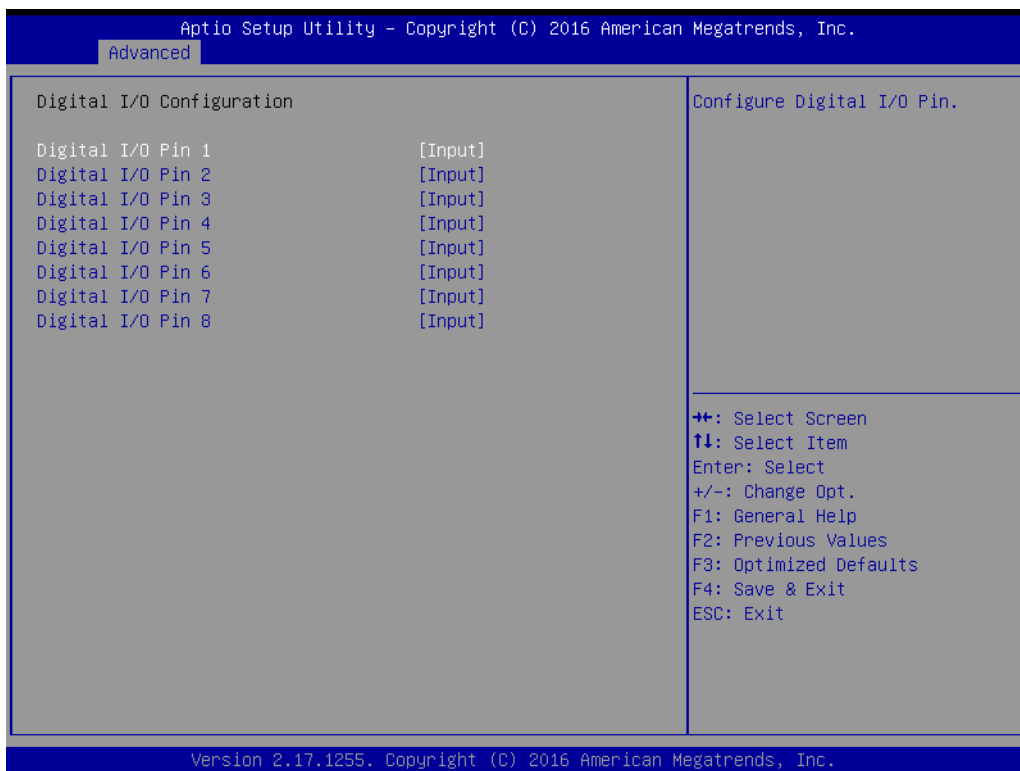 Aptio Setup Utility – Copyright (C) 2016 American Megatrends, Inc.
Advanced
Digital I/O Configuration
Digital I/O Pin 1 [Input]
Digital I/O Pin 2 [Input]
Digital I/O Pin 3 [Input]
Digital I/O Pin 4 [Input]
Digital I/O Pin 5 [Input]
Digital I/O Pin 6 [Input]
Digital I/O Pin 7 [Input]
Digital I/O Pin 8 [Input]
Configure Digital I/O Pin.
→←: Select Screen
↑↓: Select Item
Enter: Select
+/-: Change Opt.
F1: General Help
F2: Previous Values
F3: Optimized Defaults
F4: Save & Exit
ESC: Exit
Version 2.17.1255. Copyright (C) 2016 American Megatrends, Inc.